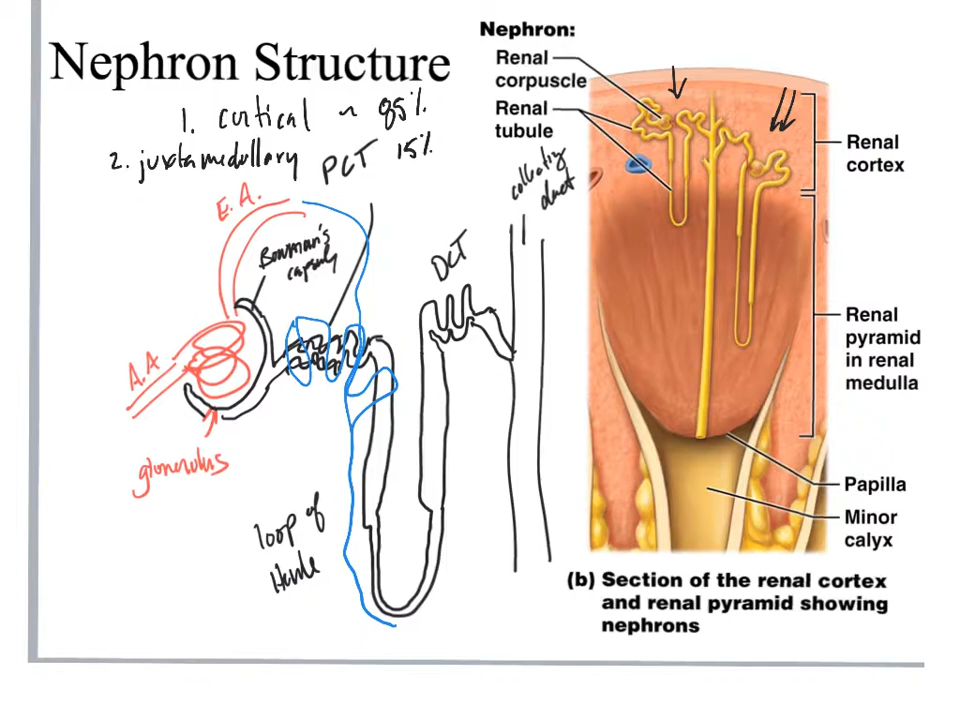 Nephron Structure
1. cortical ~ 85%
2. juxtamedullary 15%
PCT
E.A.
Bowman's
capsule
A.A
glomerulus
loop of
Henle
DCT
collecting
duct
Nephron:
Renal
corpuscle
Renal
tubule
Renal
cortex
Renal
pyramid
in renal
medulla
Papilla
Minor
calyx
(b) Section of the renal cortex
and renal pyramid showing
nephrons